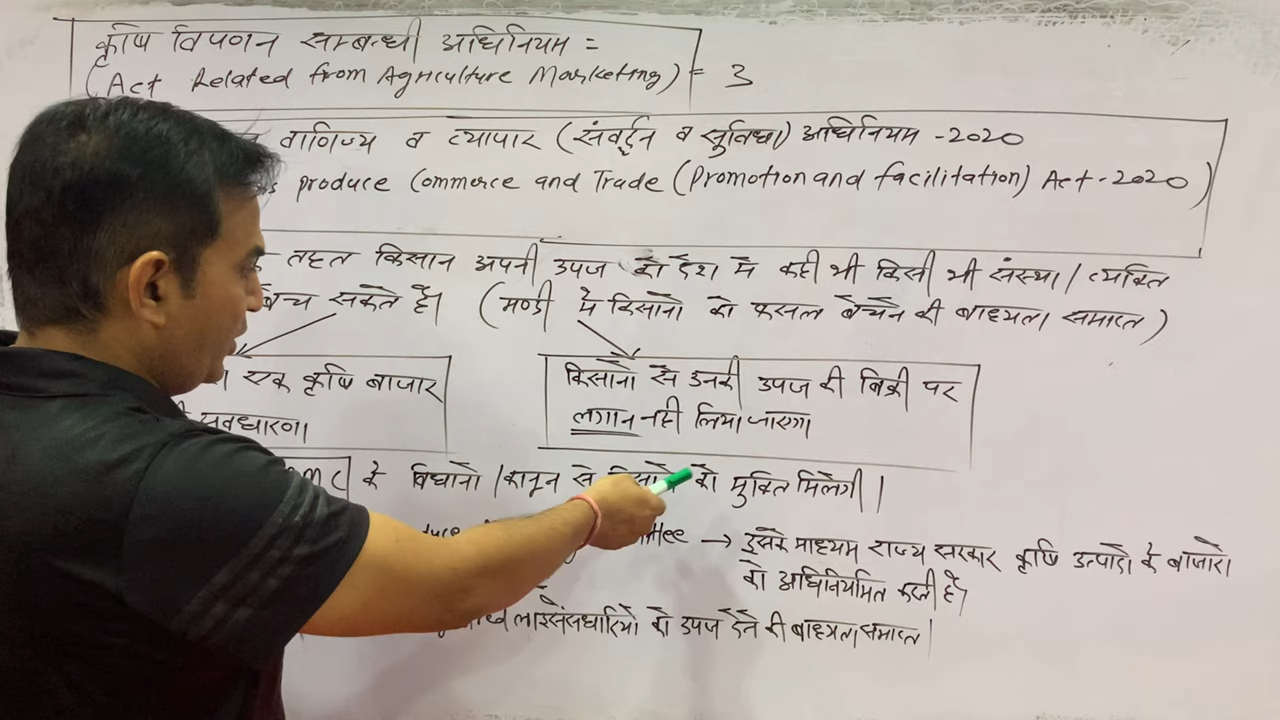 कृषि विपणन सम्बन्धी अधिनियम =
(Act Related from Agriculture Marketing) = 3
वाणिज्य व व्यापार (संवर्द्धन व सुविधा) अधिनियम -2020
produce Commerce and Trade (Promotion and facilitation) Act-2020)
तहत किसान अपनी उपज को देश मे कही भी किसी भी संस्था / व्यक्ति
बेच सकते है। (मण्डी मे किसानो को फसल बेचने की बाध्यता समाप्त)
एक कृषि बाजार
अवधारणा
किसानो से उनकी उपज की बिक्री पर
लगान नही लिया जाएगा
के विधानो / कानून से किसानो को मुक्ति मिलेगी।
→ इसके माध्यम राज्य सरकार कृषि उत्पादो के बाजारो
को अधिनियमित करती है।
लाइसेंसधारियो को उपज देने की बाध्यता समाप्त।